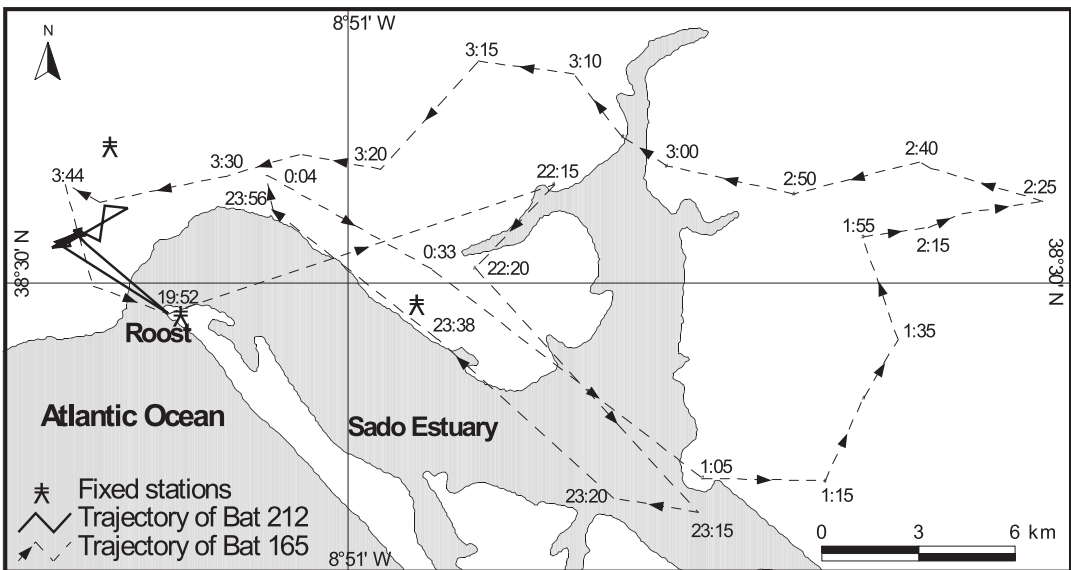 8°51' W
N
3:15
3:10
3:20
3:00
2:40
3:30
3:44
0:04
22:15
2:50
2:25
23:56
1:55
2:15
0:33
22:20
38°30' N
38°30' N
19:52
23:38
1:35
Roost
Atlantic Ocean
Sado Estuary
1:05
1:15
23:20
23:15
Fixed stations
Trajectory of Bat 212
Trajectory of Bat 165
8°51' W
0 3 6 km